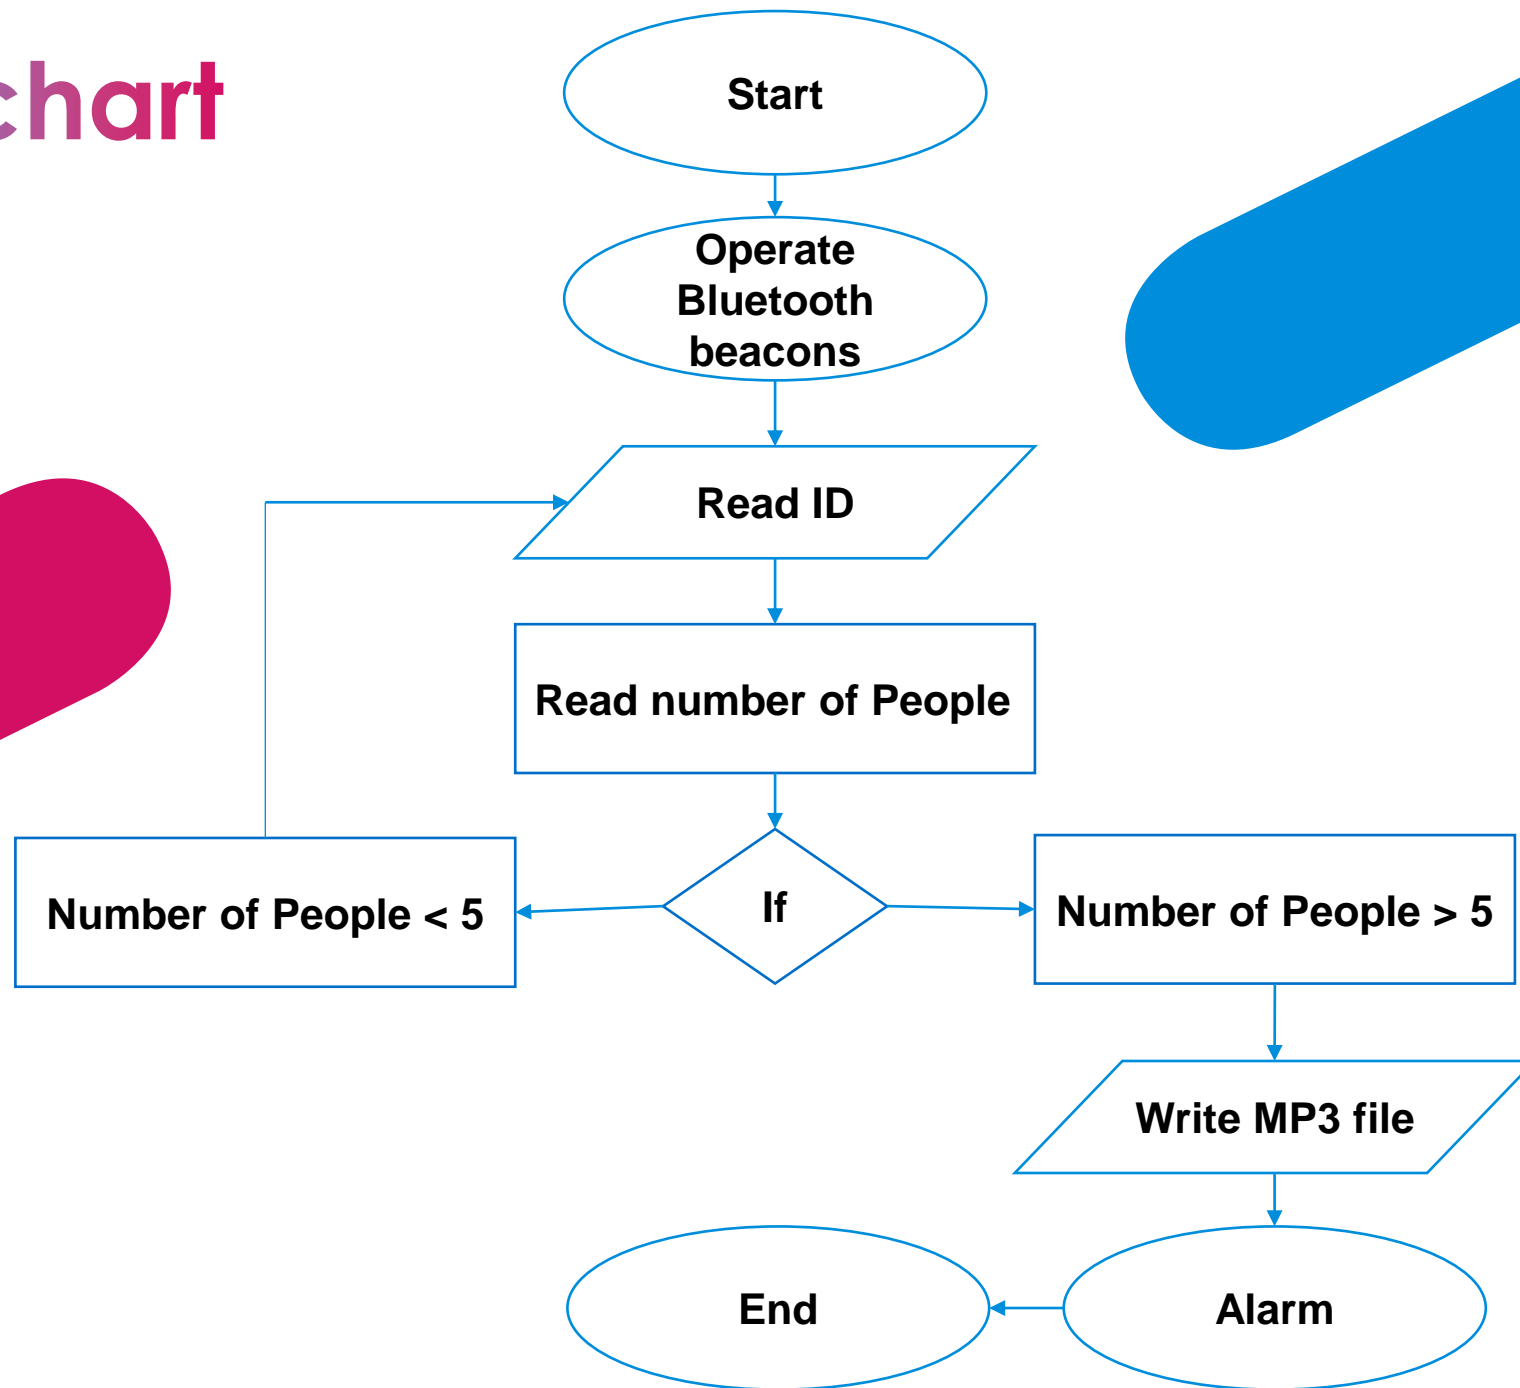 chart
Start
Operate
Bluetooth
beacons
Read ID
Read number of People
Number of People < 5
If
Number of People > 5
Write MP3 file
End
Alarm